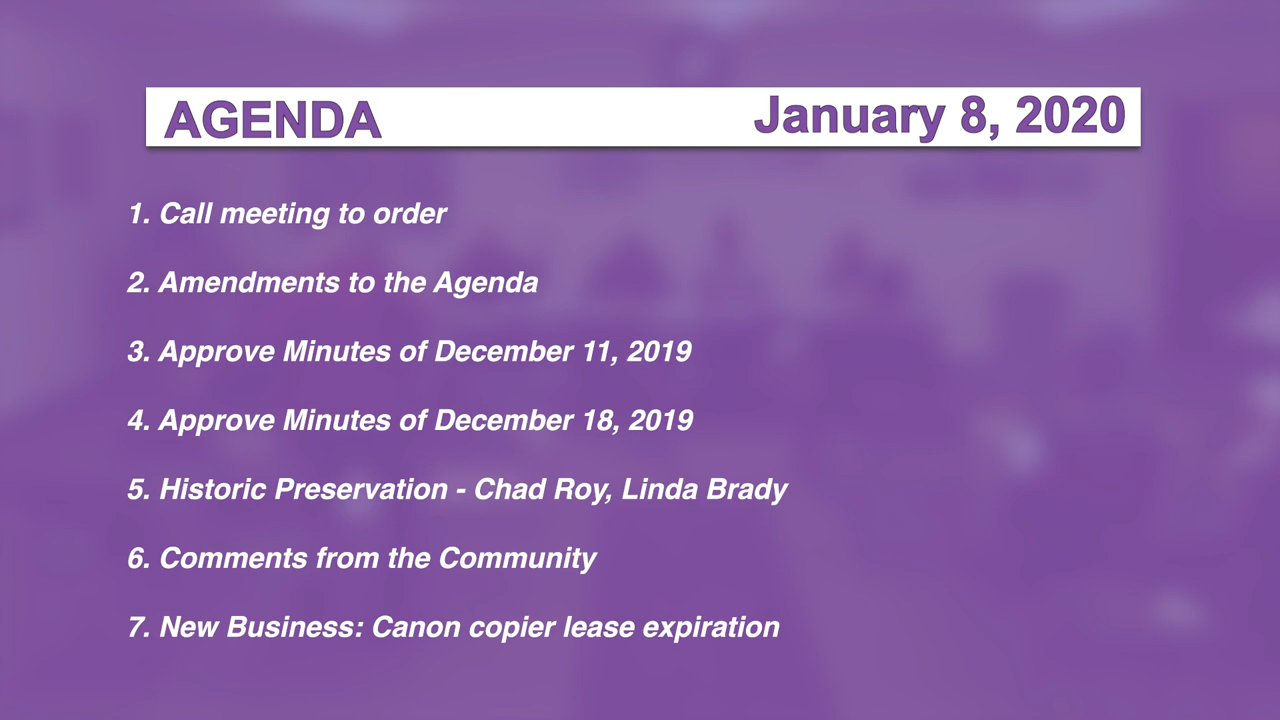 AGENDA January 8, 2020
1. Call meeting to order
2. Amendments to the Agenda
3. Approve Minutes of December 11, 2019
4. Approve Minutes of December 18, 2019
5. Historic Preservation - Chad Roy, Linda Brady
6. Comments from the Community
7. New Business: Canon copier lease expiration